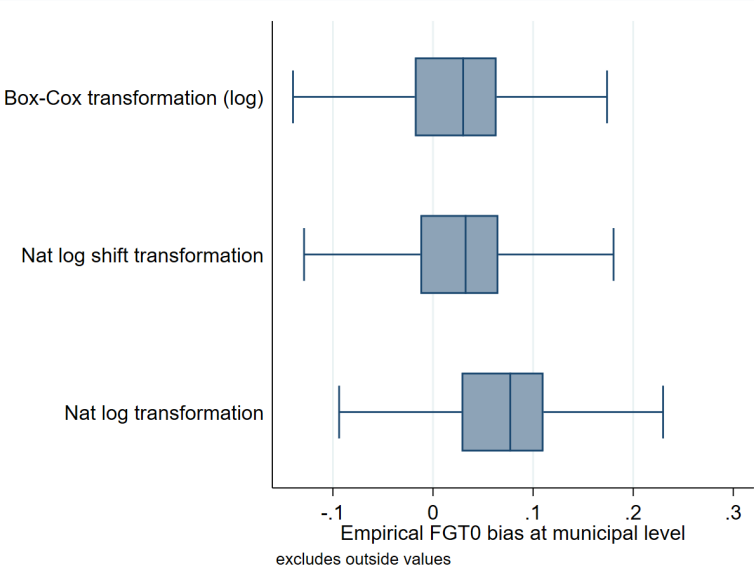 Box-Cox transformation (log)
Nat log shift transformation
Nat log transformation
-.1 0 .1 .2 .3
Empirical FGT0 bias at municipal level
excludes outside values